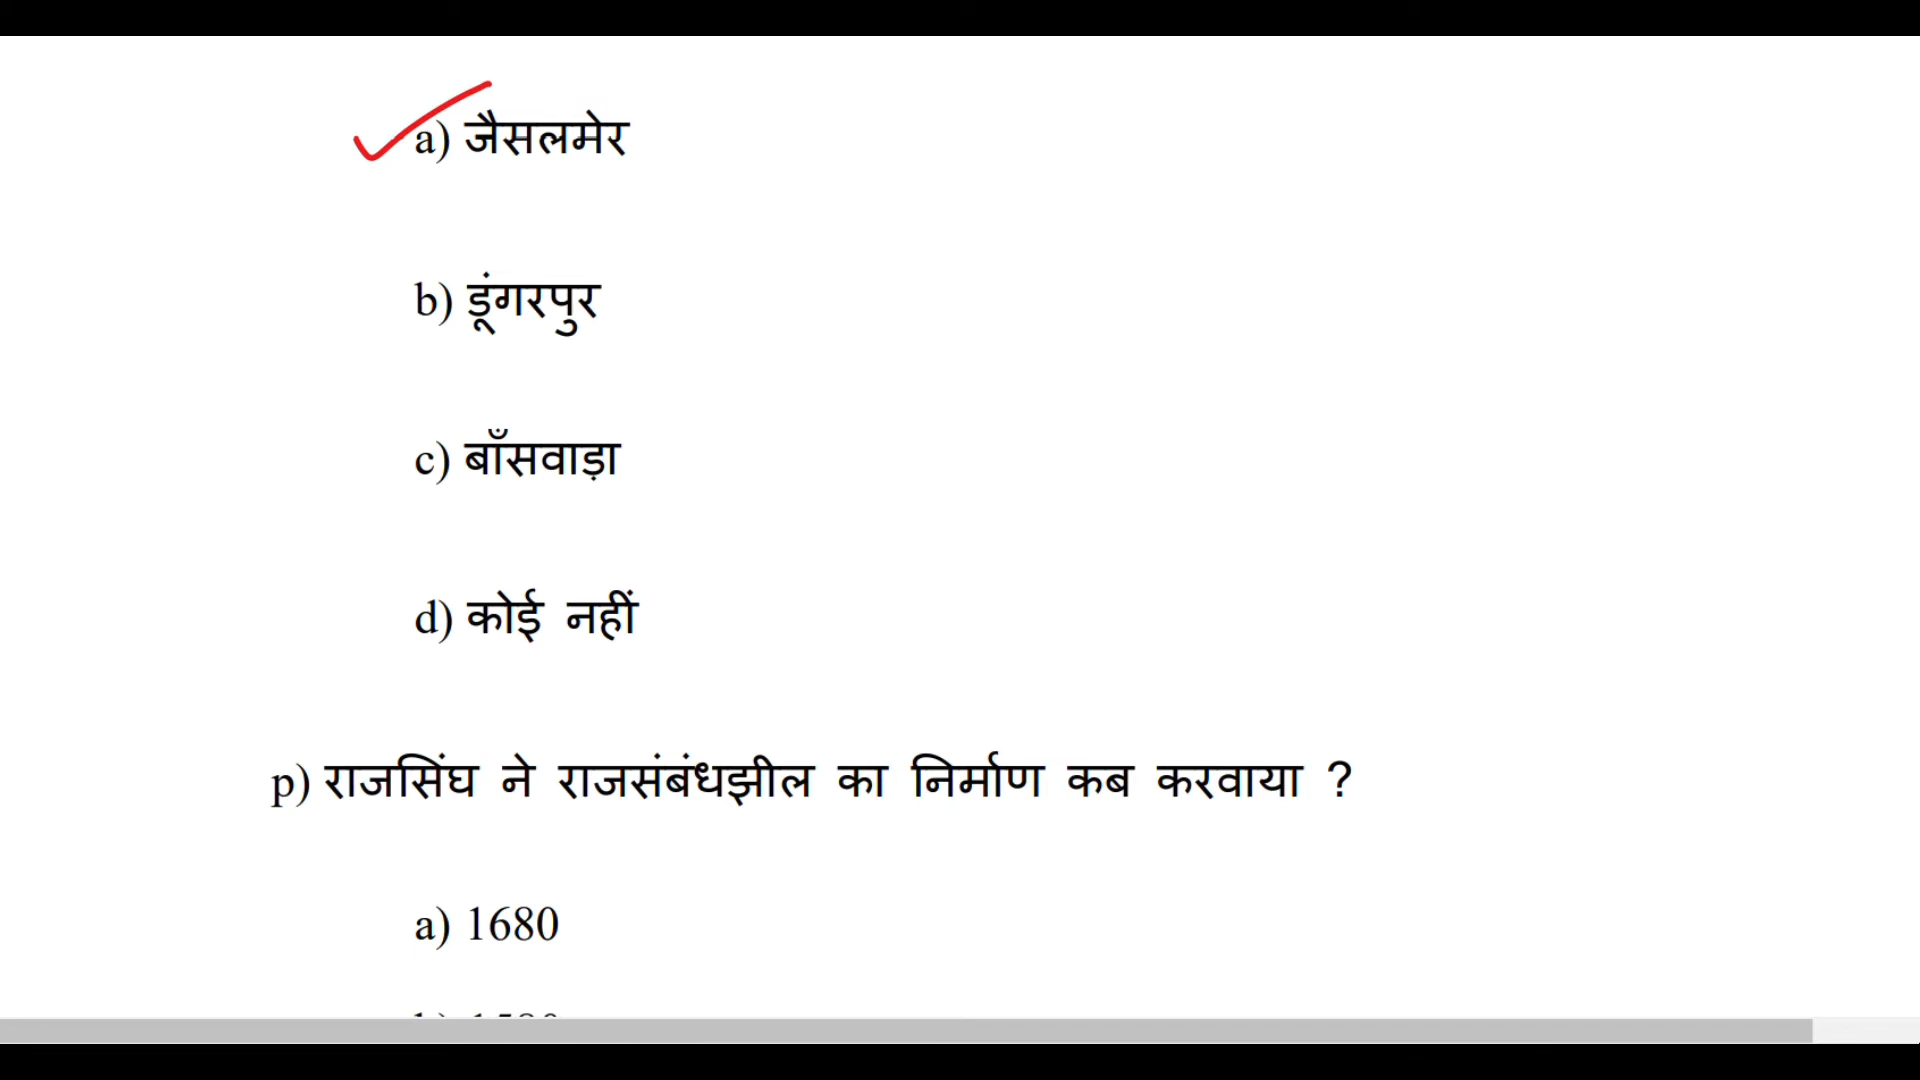 a) जैसलमेर
b) डूंगरपुर
c) बाँसवाड़ा
d) कोई नहीं
p) राजसिंघ ने राजसंबंधझील का निर्माण कब करवाया ?
a) 1680